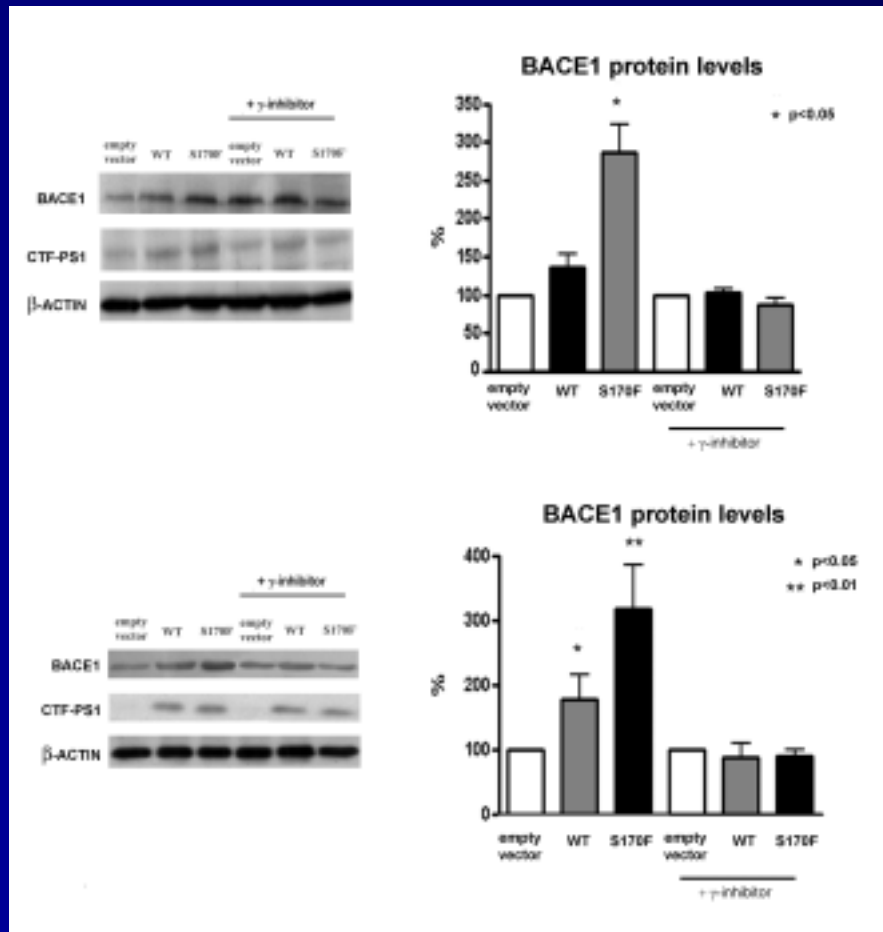 + γ-inhibitor
empty vector WT S170F empty vector WT S170F
BACE1
CTF-PS1
β-ACTIN
BACE1 protein levels
* p<0.05
*
350
300
250
200
150
100
50
0
%
empty vector WT S170F empty vector WT S170F
+ γ-inhibitor
+ γ-inhibitor
empty vector WT S170F empty vector WT S170F
BACE1
CTF-PS1
β-ACTIN
BACE1 protein levels
* p<0.05
** p<0.01
**
*
400
300
200
100
0
%
empty vector WT S170F empty vector WT S170F
+ γ-inhibitor